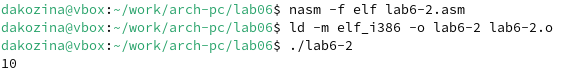 dakozina@vbox:~/work/arch-pc/lab06$ nasm -f elf lab6-2.asm
dakozina@vbox:~/work/arch-pc/lab06$ ld -m elf_i386 -o lab6-2 lab6-2.o
dakozina@vbox:~/work/arch-pc/lab06$ ./lab6-2
10